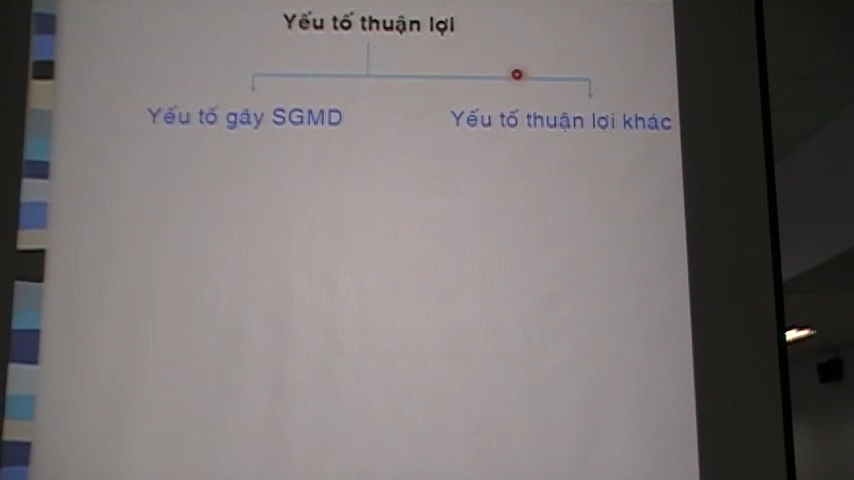 Yếu tố thuận lợi
Yếu tố gây SGMD
Yếu tố thuận lợi khác